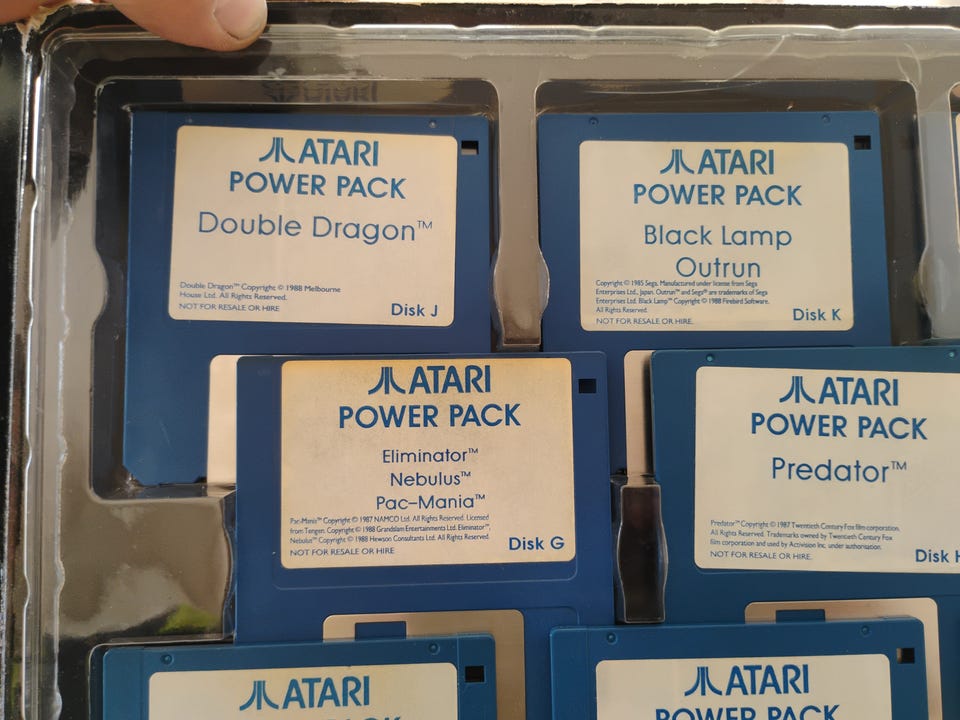 ATARI
POWER PACK
Double Dragon™
Double Dragon™ Copyright © 1988 Melbourne
House Ltd. All Rights Reserved.
NOT FOR RESALE OR HIRE
Disk J
ATARI
POWER PACK
Black Lamp
Outrun
Copyright © 1985 Sega. Manufactured under license from Sega
Enterprises Ltd., Japan. Outrun™ and Sega® are trademarks of Sega
Enterprises Ltd. Black Lamp™ Copyright © 1988 Firebird Software.
All Rights Reserved.
NOT FOR RESALE OR HIRE.
Disk K
ATARI
POWER PACK
Eliminator™
Nebulus™
Pac-Mania™
Pac-Mania™ Copyright © 1987 NAMCO Ltd. All Rights Reserved. Licensed
from Tengen. Copyright © 1988 Grandslam Entertainments Ltd. Eliminator™,
Nebulus™ Copyright © 1988 Hewson Consultants Ltd. All Rights Reserved.
NOT FOR RESALE OR HIRE
Disk G
ATARI
POWER PACK
Predator™
Predator™ Copyright © 1987 Twentieth Century Fox film corporation.
All Rights Reserved. Trademarks owned by Twentieth Century Fox
film corporation and used by Activision Inc. under authorisation.
NOT FOR RESALE OR HIRE.
Disk H
ATARI
POWER PACK
ATARI
POWER PACK